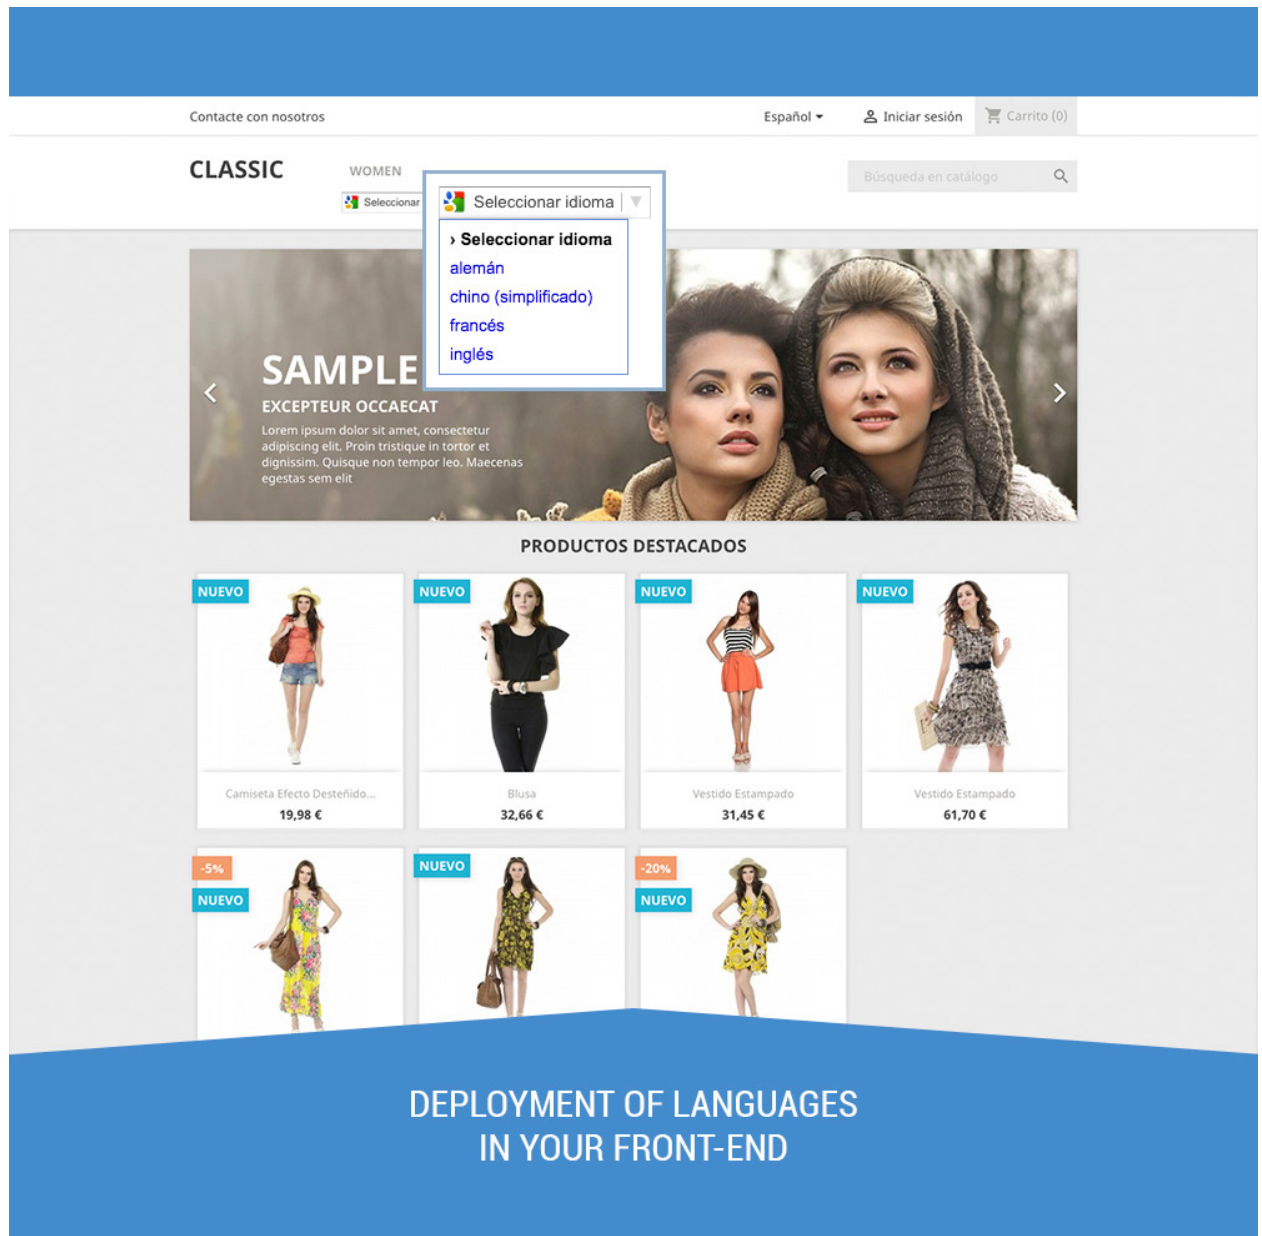 Contacte con nosotros
Español
Iniciar sesión
Carrito (0)
CLASSIC
WOMEN
Búsqueda en catálogo
Seleccionar
Seleccionar idioma
› Seleccionar idioma
alemán
chino (simplificado)
francés
inglés
SAMPLE
EXCEPTEUR OCCAECAT
Lorem ipsum dolor sit amet, consectetur
adipiscing elit. Proin tristique in tortor et
dignissim. Quisque non tempor leo. Maecenas
egestas sem elit
PRODUCTOS DESTACADOS
NUEVO
NUEVO
NUEVO
NUEVO
Camiseta Efecto Desteñido...
Blusa
Vestido Estampado
Vestido Estampado
19,98 €
32,66 €
31,45 €
61,70 €
-5%
NUEVO
NUEVO
-20%
NUEVO
DEPLOYMENT OF LANGUAGES
IN YOUR FRONT-END